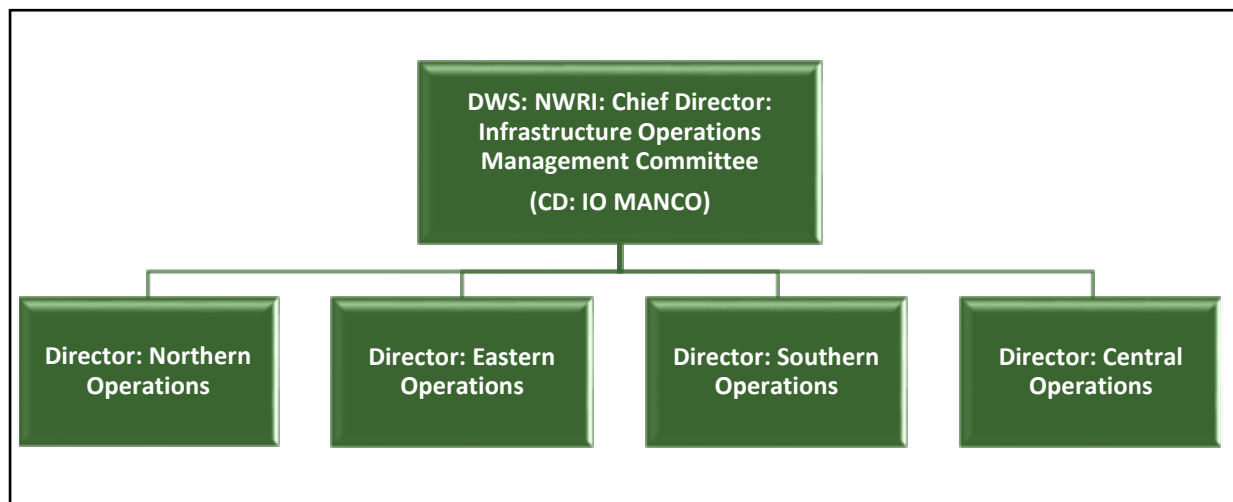 DWS: NWRI: Chief Director:
Infrastructure Operations
Management Committee
(CD: IO MANCO)
Director: Northern
Operations
Director: Eastern
Operations
Director: Southern
Operations
Director: Central
Operations